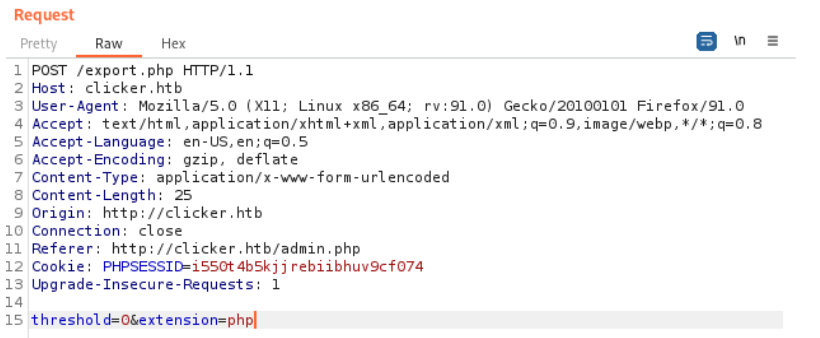 Request
Pretty Raw Hex \n
1 POST /export.php HTTP/1.1
2 Host: clicker.htb
3 User-Agent: Mozilla/5.0 (X11; Linux x86_64; rv:91.0) Gecko/20100101 Firefox/91.0
4 Accept: text/html,application/xhtml+xml,application/xml;q=0.9,image/webp,*/*;q=0.8
5 Accept-Language: en-US,en;q=0.5
6 Accept-Encoding: gzip, deflate
7 Content-Type: application/x-www-form-urlencoded
8 Content-Length: 25
9 Origin: http://clicker.htb
10 Connection: close
11 Referer: http://clicker.htb/admin.php
12 Cookie: PHPSESSID=i550t4b5kjjrebiibhuv9cf074
13 Upgrade-Insecure-Requests: 1
14
15 threshold=0&extension=php